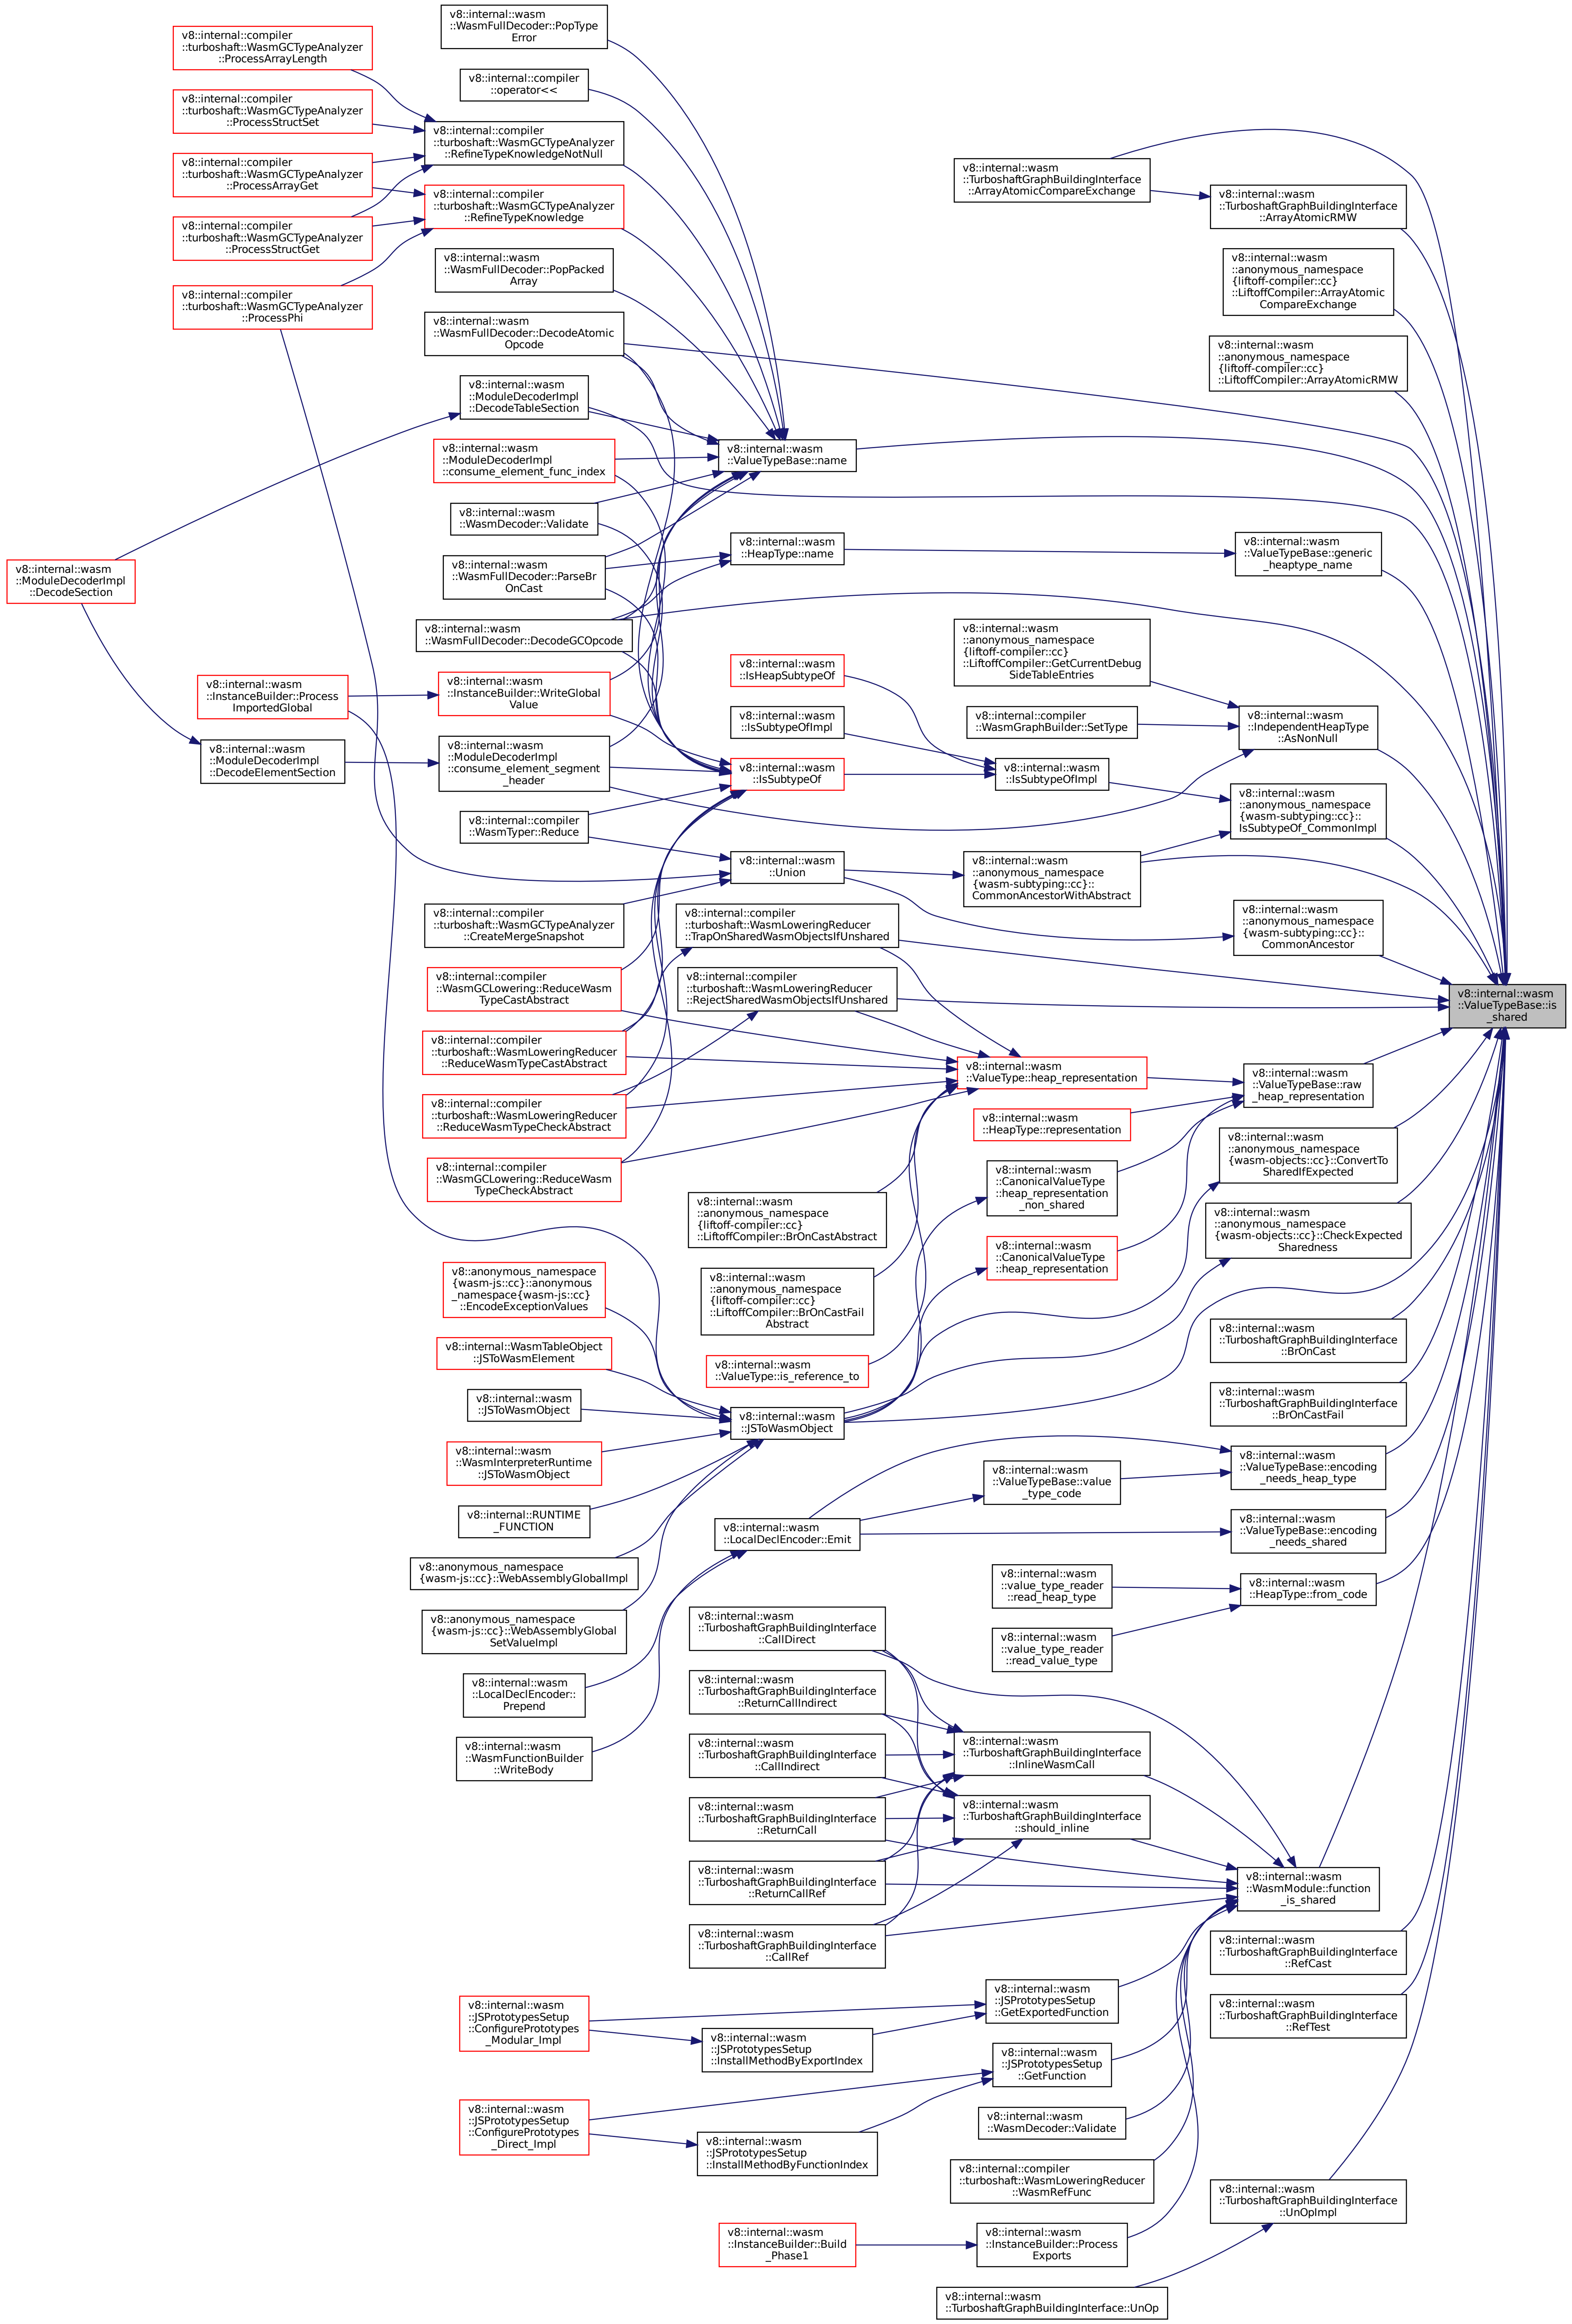 v8::internal::wasm
::WasmFullDecoder::PopType
Error
v8::internal::compiler
::turboshaft::WasmGCTypeAnalyzer
::ProcessArrayLength
v8::internal::compiler
::operator<<
v8::internal::compiler
::turboshaft::WasmGCTypeAnalyzer
::ProcessStructSet
v8::internal::compiler
::turboshaft::WasmGCTypeAnalyzer
::RefineTypeKnowledgeNotNull
v8::internal::compiler
::turboshaft::WasmGCTypeAnalyzer
::ProcessArrayGet
v8::internal::compiler
::turboshaft::WasmGCTypeAnalyzer
::RefineTypeKnowledge
v8::internal::compiler
::turboshaft::WasmGCTypeAnalyzer
::ProcessStructGet
v8::internal::wasm
::WasmFullDecoder::PopPacked
Array
v8::internal::compiler
::turboshaft::WasmGCTypeAnalyzer
::ProcessPhi
v8::internal::wasm
::WasmFullDecoder::DecodeAtomic
Opcode
v8::internal::wasm
::ModuleDecoderImpl
::DecodeTableSection
v8::internal::wasm
::ModuleDecoderImpl
::consume_element_func_index
v8::internal::wasm
::WasmDecoder::Validate
v8::internal::wasm
::WasmFullDecoder::ParseBr
OnCast
v8::internal::wasm
::ModuleDecoderImpl
::DecodeSection
v8::internal::wasm
::WasmFullDecoder::DecodeGCOpcode
v8::internal::wasm
::InstanceBuilder::Process
ImportedGlobal
v8::internal::wasm
::InstanceBuilder::WriteGlobal
Value
v8::internal::wasm
::ModuleDecoderImpl
::DecodeElementSection
v8::internal::wasm
::ModuleDecoderImpl
::consume_element_segment
_header
v8::internal::compiler
::WasmTyper::Reduce
v8::internal::compiler
::turboshaft::WasmGCTypeAnalyzer
::CreateMergeSnapshot
v8::internal::compiler
::WasmGCLowering::ReduceWasm
TypeCastAbstract
v8::internal::compiler
::turboshaft::WasmLoweringReducer
::ReduceWasmTypeCastAbstract
v8::internal::compiler
::turboshaft::WasmLoweringReducer
::ReduceWasmTypeCheckAbstract
v8::internal::compiler
::WasmGCLowering::ReduceWasm
TypeCheckAbstract
v8::anonymous_namespace
{wasm-js::cc}::anonymous
_namespace{wasm-js::cc}
::EncodeExceptionValues
v8::internal::WasmTableObject
::JSToWasmElement
v8::internal::wasm
::JSToWasmObject
v8::internal::wasm
::WasmInterpreterRuntime
::JSToWasmObject
v8::internal::RUNTIME
_FUNCTION
v8::anonymous_namespace
{wasm-js::cc}::WebAssemblyGlobalImpl
v8::anonymous_namespace
{wasm-js::cc}::WebAssemblyGlobal
SetValueImpl
v8::internal::wasm
::LocalDeclEncoder::
Prepend
v8::internal::wasm
::WasmFunctionBuilder
::WriteBody
v8::internal::wasm
::JSPrototypesSetup
::ConfigurePrototypes
_Modular_Impl
v8::internal::wasm
::JSPrototypesSetup
::ConfigurePrototypes
_Direct_Impl
v8::internal::wasm
::ValueTypeBase::name
v8::internal::wasm
::HeapType::name
v8::internal::wasm
::IsHeapSubtypeOf
v8::internal::wasm
::IsSubtypeOfImpl
v8::internal::wasm
::IsSubtypeOf
v8::internal::wasm
::Union
v8::internal::compiler
::turboshaft::WasmLoweringReducer
::TrapOnSharedWasmObjectsIfUnshared
v8::internal::compiler
::turboshaft::WasmLoweringReducer
::RejectSharedWasmObjectsIfUnshared
v8::internal::wasm
::anonymous_namespace
{liftoff-compiler::cc}
::LiftoffCompiler::BrOnCastAbstract
v8::internal::wasm
::anonymous_namespace
{liftoff-compiler::cc}
::LiftoffCompiler::BrOnCastFail
Abstract
v8::internal::wasm
::ValueType::is_reference_to
v8::internal::wasm
::JSToWasmObject
v8::internal::wasm
::LocalDeclEncoder::Emit
v8::internal::wasm
::TurboshaftGraphBuildingInterface
::CallDirect
v8::internal::wasm
::TurboshaftGraphBuildingInterface
::ReturnCallIndirect
v8::internal::wasm
::TurboshaftGraphBuildingInterface
::CallIndirect
v8::internal::wasm
::TurboshaftGraphBuildingInterface
::ReturnCall
v8::internal::wasm
::TurboshaftGraphBuildingInterface
::ReturnCallRef
v8::internal::wasm
::TurboshaftGraphBuildingInterface
::CallRef
v8::internal::wasm
::JSPrototypesSetup
::InstallMethodByExportIndex
v8::internal::wasm
::JSPrototypesSetup
::InstallMethodByFunctionIndex
v8::internal::wasm
::InstanceBuilder::Build
_Phase1
v8::internal::wasm
::TurboshaftGraphBuildingInterface
::ArrayAtomicCompareExchange
v8::internal::wasm
::anonymous_namespace
{liftoff-compiler::cc}
::LiftoffCompiler::GetCurrentDebug
SideTableEntries
v8::internal::compiler
::WasmGraphBuilder::SetType
v8::internal::wasm
::IsSubtypeOfImpl
v8::internal::wasm
::anonymous_namespace
{wasm-subtyping::cc}::
CommonAncestorWithAbstract
v8::internal::wasm
::ValueType::heap_representation
v8::internal::wasm
::HeapType::representation
v8::internal::wasm
::CanonicalValueType
::heap_representation
_non_shared
v8::internal::wasm
::CanonicalValueType
::heap_representation
v8::internal::wasm
::ValueTypeBase::value
_type_code
v8::internal::wasm
::value_type_reader
::read_heap_type
v8::internal::wasm
::value_type_reader
::read_value_type
v8::internal::wasm
::TurboshaftGraphBuildingInterface
::InlineWasmCall
v8::internal::wasm
::TurboshaftGraphBuildingInterface
::should_inline
v8::internal::wasm
::JSPrototypesSetup
::GetExportedFunction
v8::internal::wasm
::JSPrototypesSetup
::GetFunction
v8::internal::wasm
::WasmDecoder::Validate
v8::internal::compiler
::turboshaft::WasmLoweringReducer
::WasmRefFunc
v8::internal::wasm
::InstanceBuilder::Process
Exports
v8::internal::wasm
::TurboshaftGraphBuildingInterface::UnOp
v8::internal::wasm
::TurboshaftGraphBuildingInterface
::ArrayAtomicRMW
v8::internal::wasm
::anonymous_namespace
{liftoff-compiler::cc}
::LiftoffCompiler::ArrayAtomic
CompareExchange
v8::internal::wasm
::anonymous_namespace
{liftoff-compiler::cc}
::LiftoffCompiler::ArrayAtomicRMW
v8::internal::wasm
::ValueTypeBase::generic
_heaptype_name
v8::internal::wasm
::IndependentHeapType
::AsNonNull
v8::internal::wasm
::anonymous_namespace
{wasm-subtyping::cc}::
IsSubtypeOf_CommonImpl
v8::internal::wasm
::anonymous_namespace
{wasm-subtyping::cc}::
CommonAncestor
v8::internal::wasm
::ValueTypeBase::is
_shared
v8::internal::wasm
::ValueTypeBase::raw
_heap_representation
v8::internal::wasm
::anonymous_namespace
{wasm-objects::cc}::ConvertTo
SharedIfExpected
v8::internal::wasm
::anonymous_namespace
{wasm-objects::cc}::CheckExpected
Sharedness
v8::internal::wasm
::TurboshaftGraphBuildingInterface
::BrOnCast
v8::internal::wasm
::TurboshaftGraphBuildingInterface
::BrOnCastFail
v8::internal::wasm
::ValueTypeBase::encoding
_needs_heap_type
v8::internal::wasm
::ValueTypeBase::encoding
_needs_shared
v8::internal::wasm
::HeapType::from_code
v8::internal::wasm
::WasmModule::function
_is_shared
v8::internal::wasm
::TurboshaftGraphBuildingInterface
::RefCast
v8::internal::wasm
::TurboshaftGraphBuildingInterface
::RefTest
v8::internal::wasm
::TurboshaftGraphBuildingInterface
::UnOpImpl